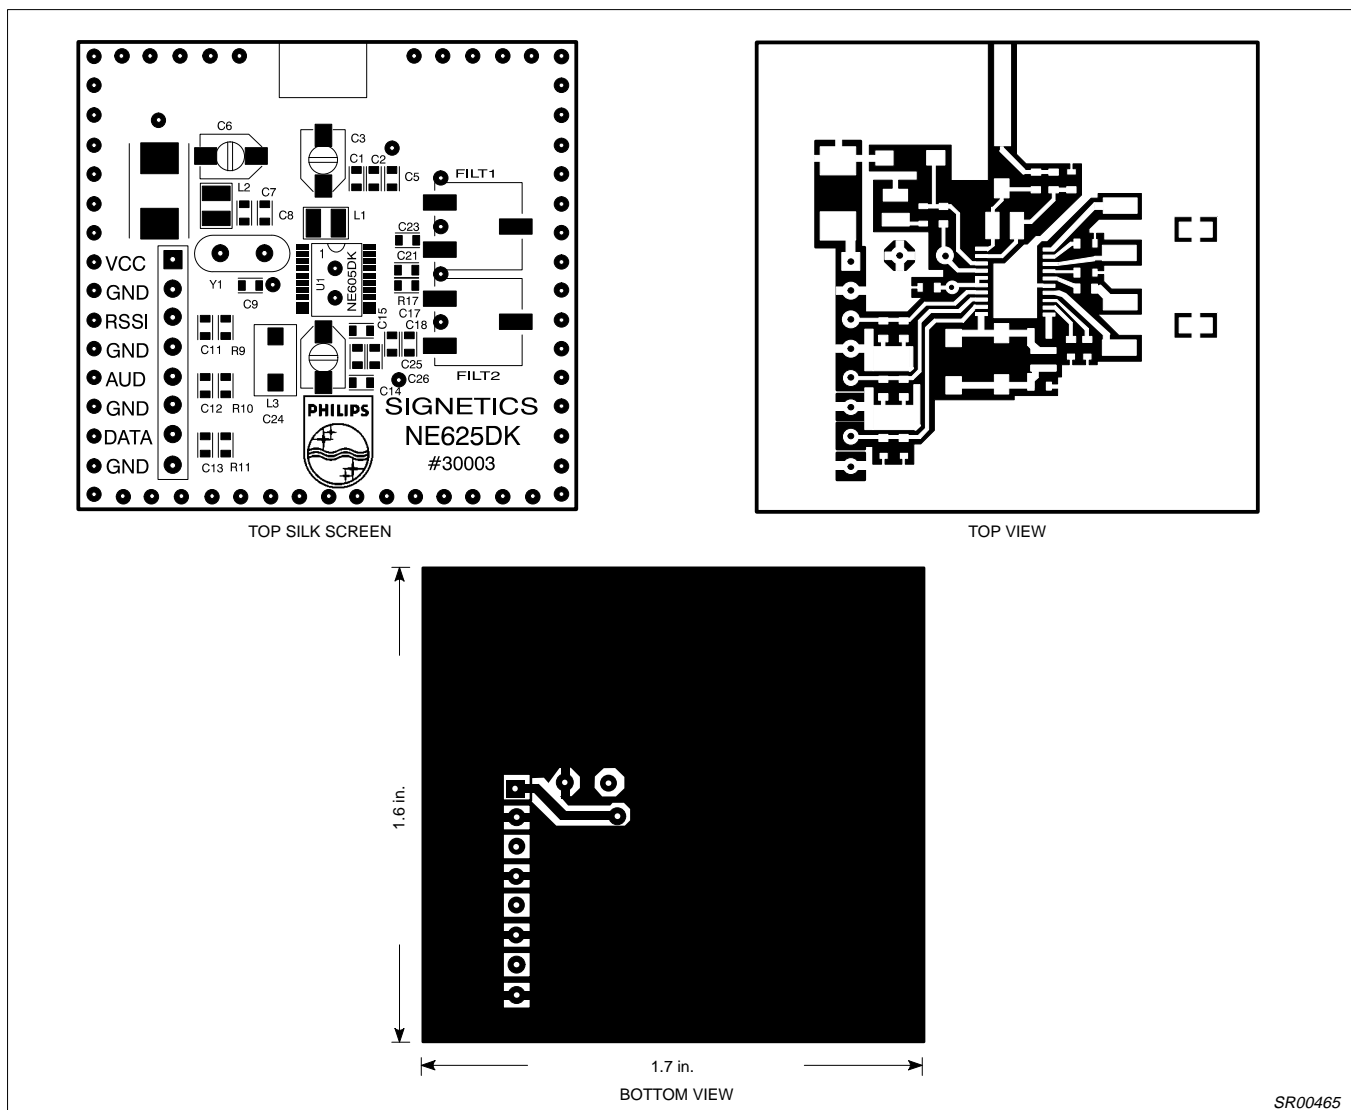 C6
C3
C1 C2
C5
FILT1
L2
C7
C8
L1
C23
C21
R17
C17
C18
C15
1
U1
NE605DK
Y1
C9
VCC
GND
RSSI
GND
AUD
GND
DATA
GND
C11 R9
C12 R10
C13 R11
L3
C24
C25
C26
C14
FILT2
PHILIPS
SIGNETICS
NE625DK
#30003
TOP SILK SCREEN
TOP VIEW
1.6 in.
1.7 in.
BOTTOM VIEW
SR00465